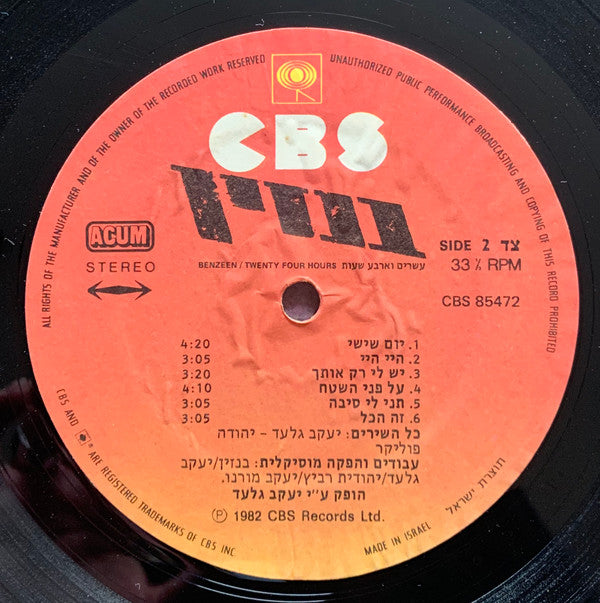 ALL RIGHTS OF THE MANUFACTURER AND OF THE OWNER OF THE RECORDED WORK RESERVED
UNAUTHORIZED PUBLIC PERFORMANCE BROADCASTING AND COPYING OF THIS RECORD PROHIBITED
CBS
בנזין
ACUM
STEREO
SIDE 2 צד
33 ⅓ RPM
BENZEEN / TWENTY FOUR HOURS עשרים וארבע שעות
CBS 85472
1. יום שישי 4:20
2. היי היי 3:05
3. יש לי רק אותך 3:20
4. על פני השטח 4:10
5. תני לי סיבה 3:05
6. זה הכל 3:05
כל השירים: יעקב גלעד - יהודה
פוליקר
עבודים והפקה מוסיקלית: בנזין/יעקב
גלעד/יהודית רביץ/יעקב מורנו.
הופק ע״י יעקב גלעד
Ⓟ 1982 CBS Records Ltd.
CBS AND ® ARE REGISTERED TRADEMARKS OF CBS INC
MADE IN ISRAEL
תוצרת ישראל